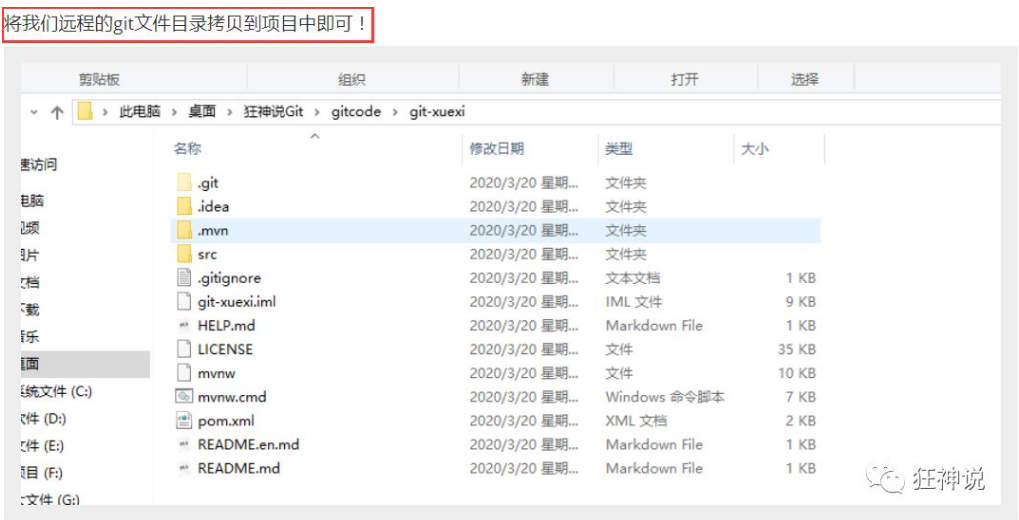 将我们远程的git文件目录拷贝到项目中即可！
剪贴板 组织 新建 打开 选择
此电脑 › 桌面 › 狂神说Git › gitcode › git-xuexi
名称 修改日期 类型 大小
速访问
电脑
视频
图片
文档
下载
音乐
桌面
系统文件 (C:)
软件 (D:)
文件 (E:)
项目 (F:)
大文件 (G:)
.git 2020/3/20 星期... 文件夹
.idea 2020/3/20 星期... 文件夹
.mvn 2020/3/20 星期... 文件夹
src 2020/3/20 星期... 文件夹
.gitignore 2020/3/20 星期... 文本文档 1 KB
git-xuexi.iml 2020/3/20 星期... IML 文件 9 KB
HELP.md 2020/3/20 星期... Markdown File 1 KB
LICENSE 2020/3/20 星期... 文件 35 KB
mvnw 2020/3/20 星期... 文件 10 KB
mvnw.cmd 2020/3/20 星期... Windows 命令脚本 7 KB
pom.xml 2020/3/20 星期... XML 文档 2 KB
README.en.md 2020/3/20 星期... Markdown File 1 KB
README.md 2020/3/20 星期... Markdown File 1 KB
狂神说